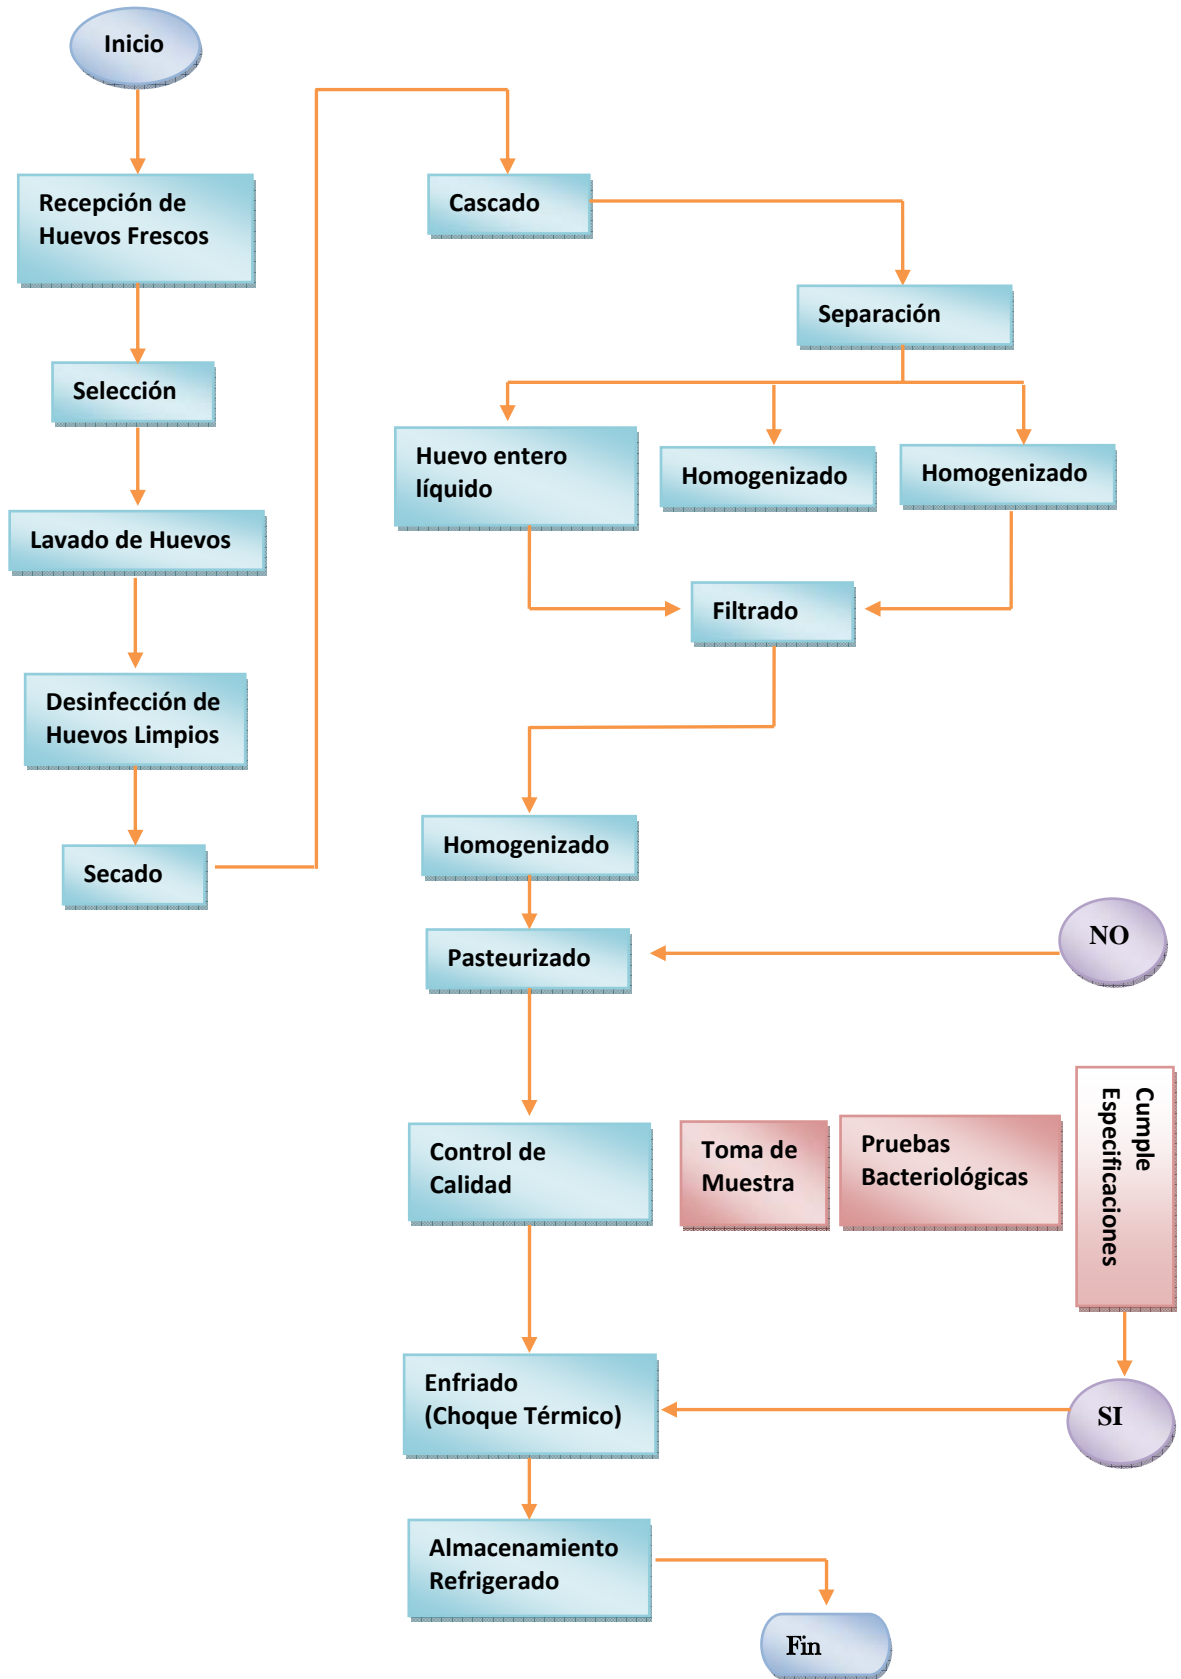 Inicio
Recepción de
Huevos Frescos
Selección
Lavado de Huevos
Desinfección de
Huevos Limpios
Secado
Cascado
Separación
Huevo entero
líquido
Homogenizado
Homogenizado
Filtrado
Homogenizado
Pasteurizado
NO
Control de
Calidad
Toma de
Muestra
Pruebas
Bacteriológicas
Cumple
Especificaciones
Enfriado
(Choque Térmico)
SI
Almacenamiento
Refrigerado
Fin